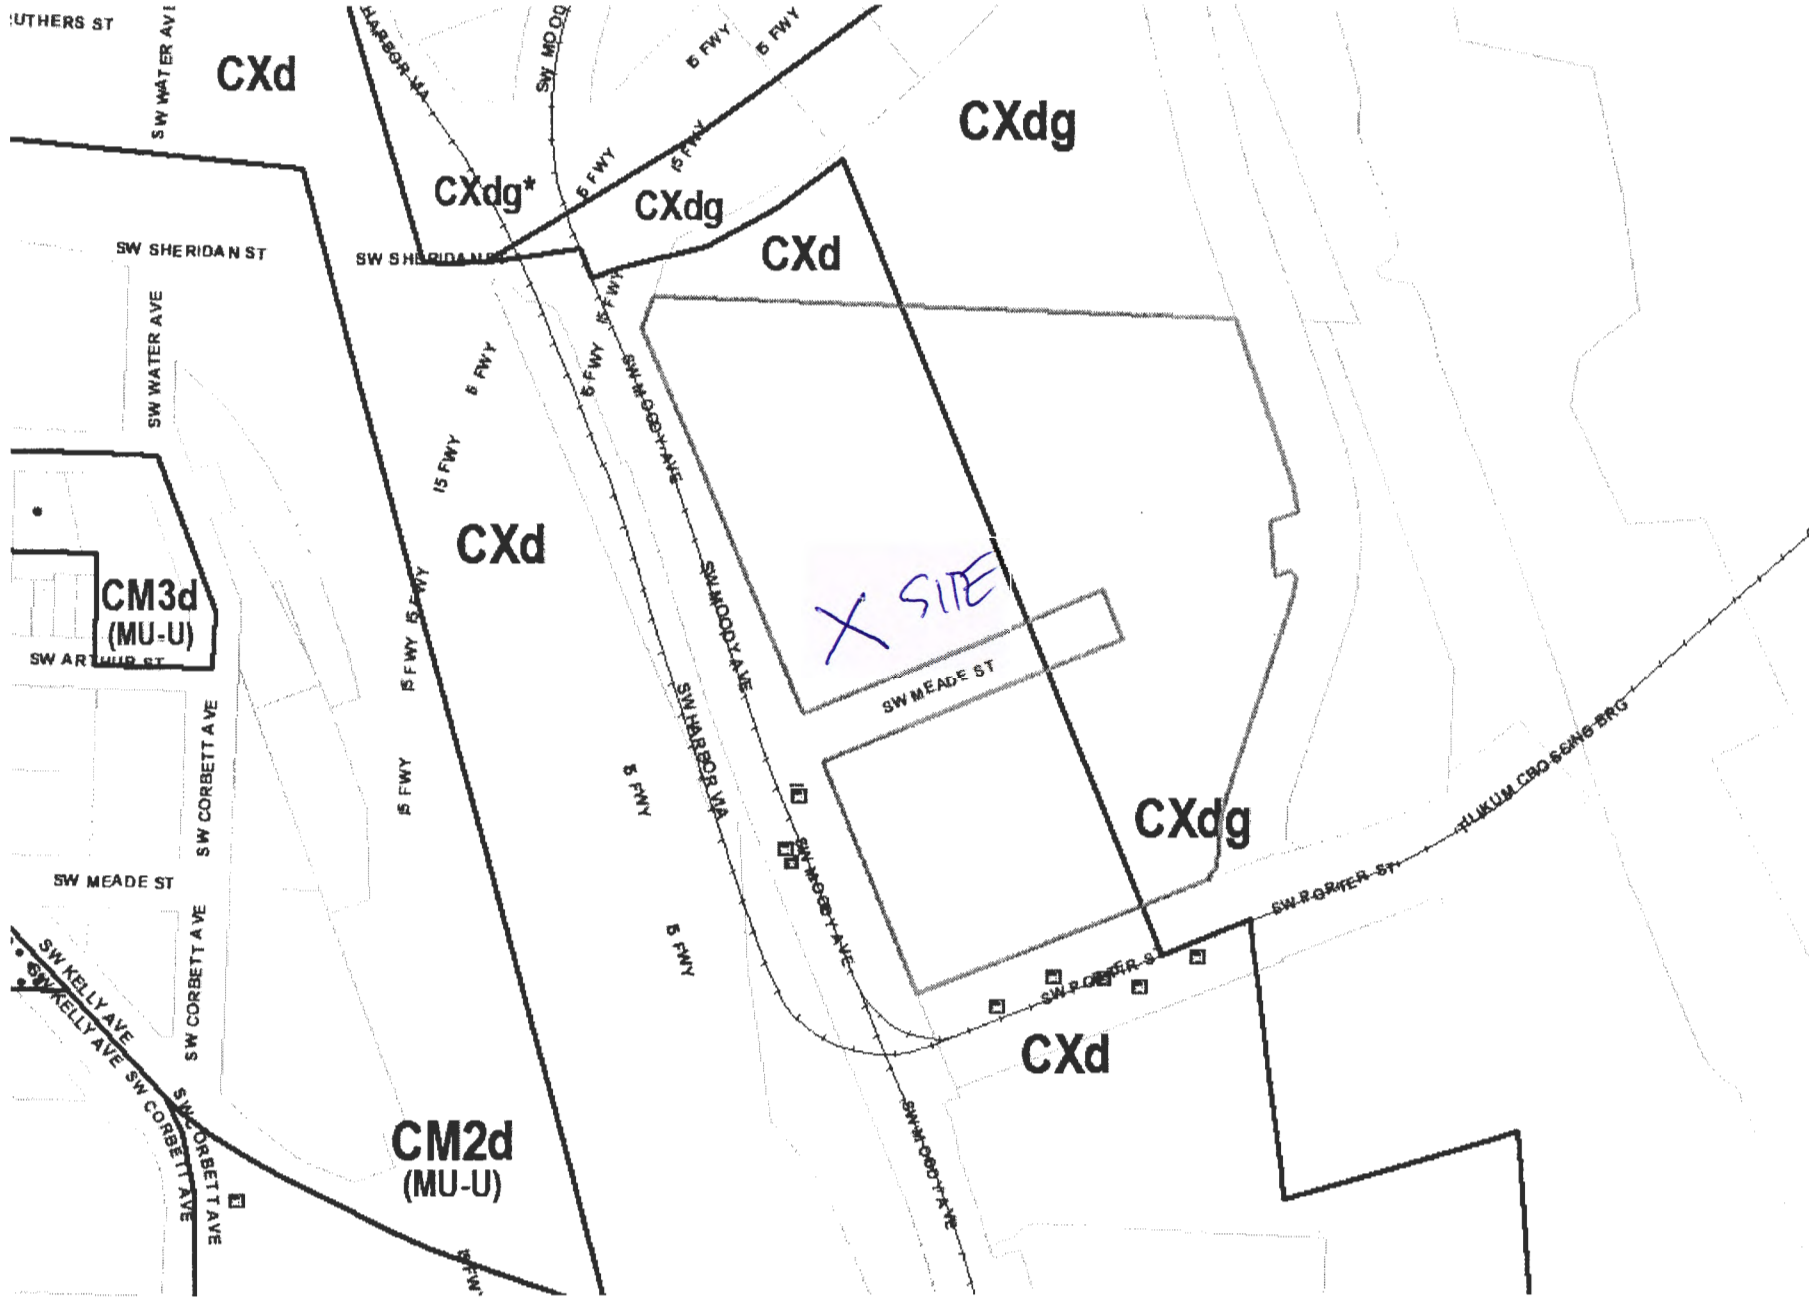 UTHERS ST
SW WATER AVE
CXd
HARBOR VIA
SW MOOD
I5 FWY
I5 FWY
CXdg
I5 FWY
I5 FWY
CXdg*
CXdg
CXd
SW SHERIDAN ST
SW SHERIDAN S
I5 FWY
SW WATER AVE
I5 FWY
I5 FWY
SW MOODY AVE
I5 FWY
CXd
X SITE
CM3d
(MU-U)
I5 FWY
SW MOODY AVE
SW ARTHUR ST
I5 FWY
SW MEADE ST
SW HARBOR VIA
SW CORBETT AVE
I5 FWY
I5 FWY
CXdg
TILIKUM CROSSING BRG
SW MEADE ST
SW MOODY AVE
SW PORTER ST
SW CORBETT AVE
I5 FWY
SW KELLY AVE
SW KELLY AVE
SW PORTER ST
CXd
SW CORBETT AVE
SW CORBETT AVE
CM2d
(MU-U)
SW MOODY AVE
I5 FWY